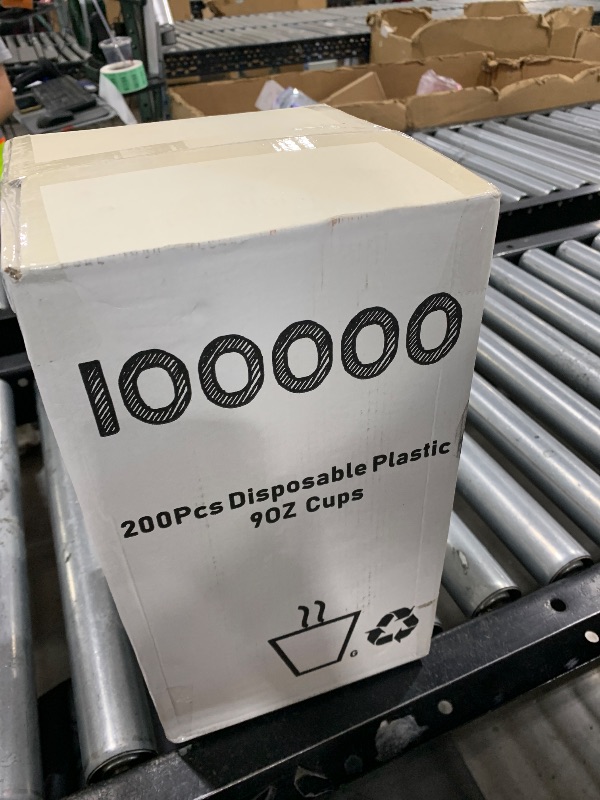 100000
200Pcs Disposable Plastic
9OZ Cups
G